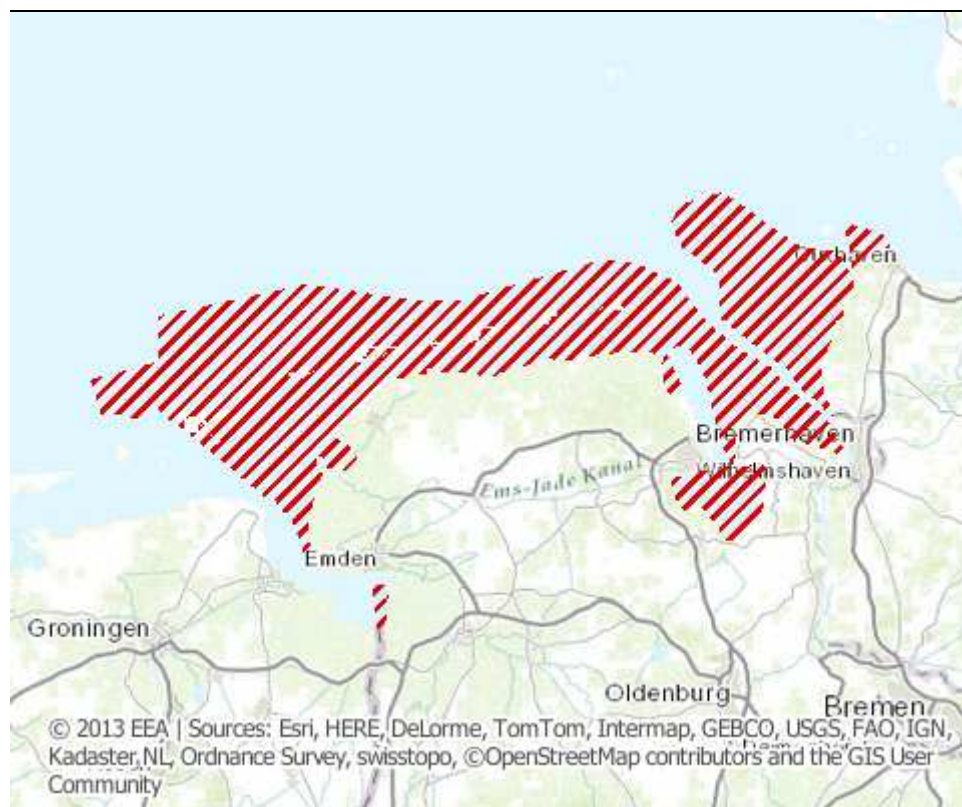 Cuxhaven
Bremerhaven
Wilhelmshaven
Ems-Jade Kanal
Emden
Groningen
Oldenburg
Bremen
© 2013 EEA | Sources: Esri, HERE, DeLorme, TomTom, Intermap, GEBCO, USGS, FAO, IGN,
Kadaster NL, Ordnance Survey, swisstopo, ©OpenStreetMap contributors and the GIS User
Community